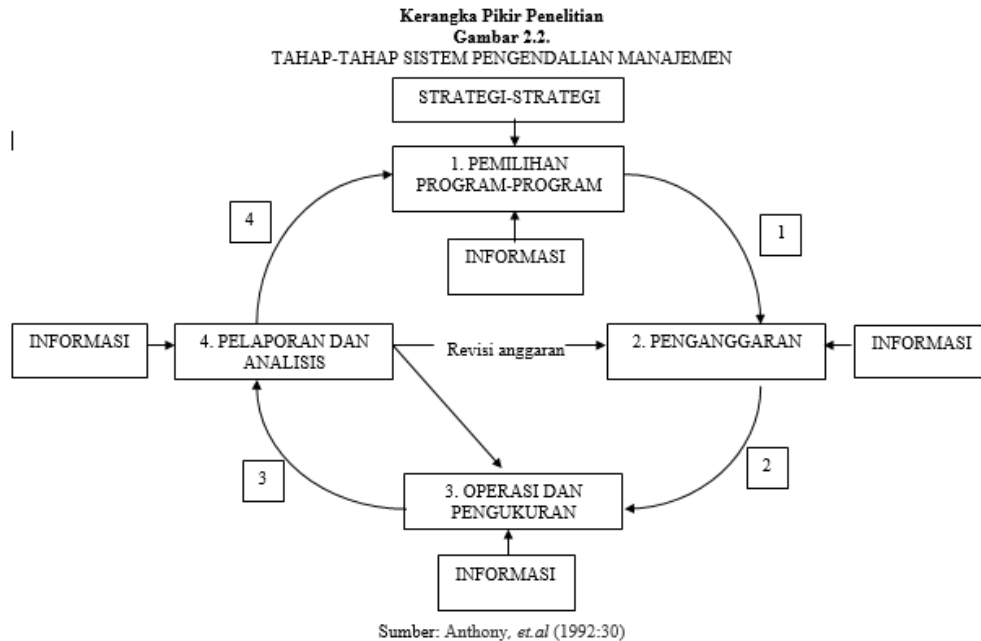 Kerangka Pikir Penelitian
Gambar 2.2.
TAHAP-TAHAP SISTEM PENGENDALIAN MANAJEMEN
STRATEGI-STRATEGI
1. PEMILIHAN
PROGRAM-PROGRAM
4
1
INFORMASI
INFORMASI
4. PELAPORAN DAN
ANALISIS
Revisi anggaran
2. PENGANGGARAN
INFORMASI
3
2
3. OPERASI DAN
PENGUKURAN
INFORMASI
Sumber: Anthony, et.al (1992:30)